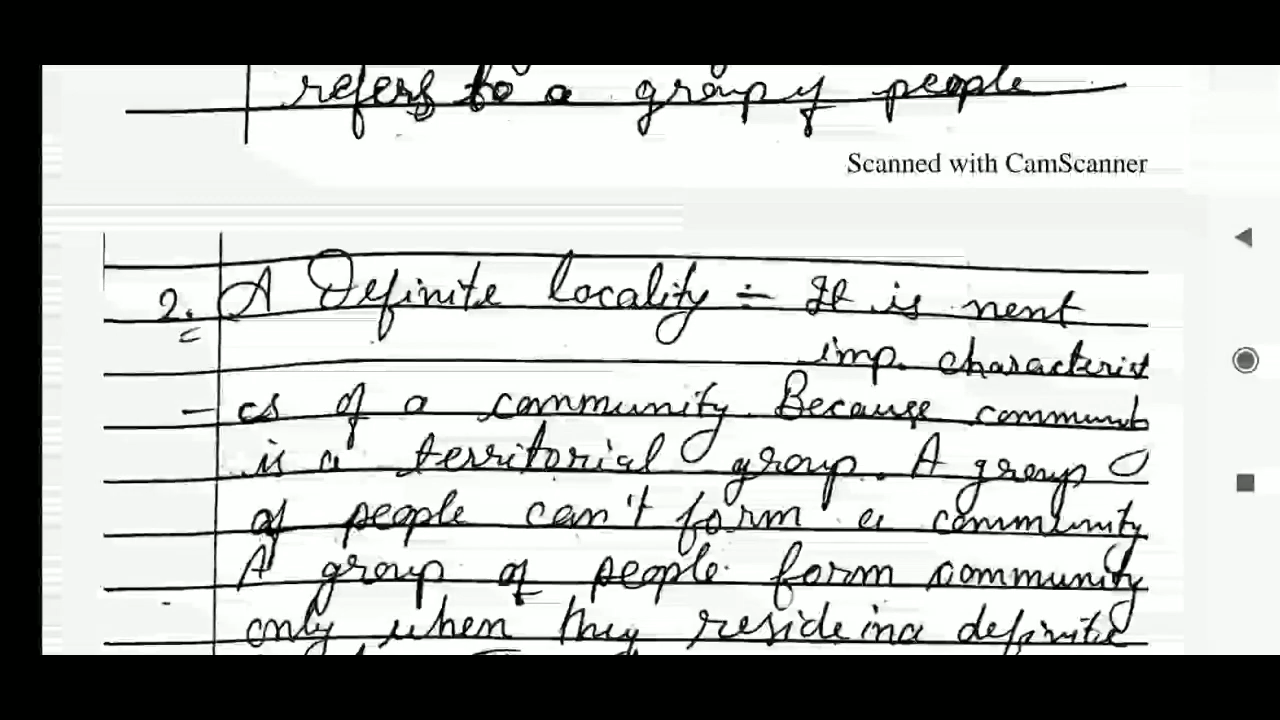 refers to a group of people
Scanned with CamScanner
2. A Definite locality :- It is next
imp. characterist
- cs of a community. Because community
is a territorial group. A group
of people can't form a community
A group of people form community
only when they reside in a definite